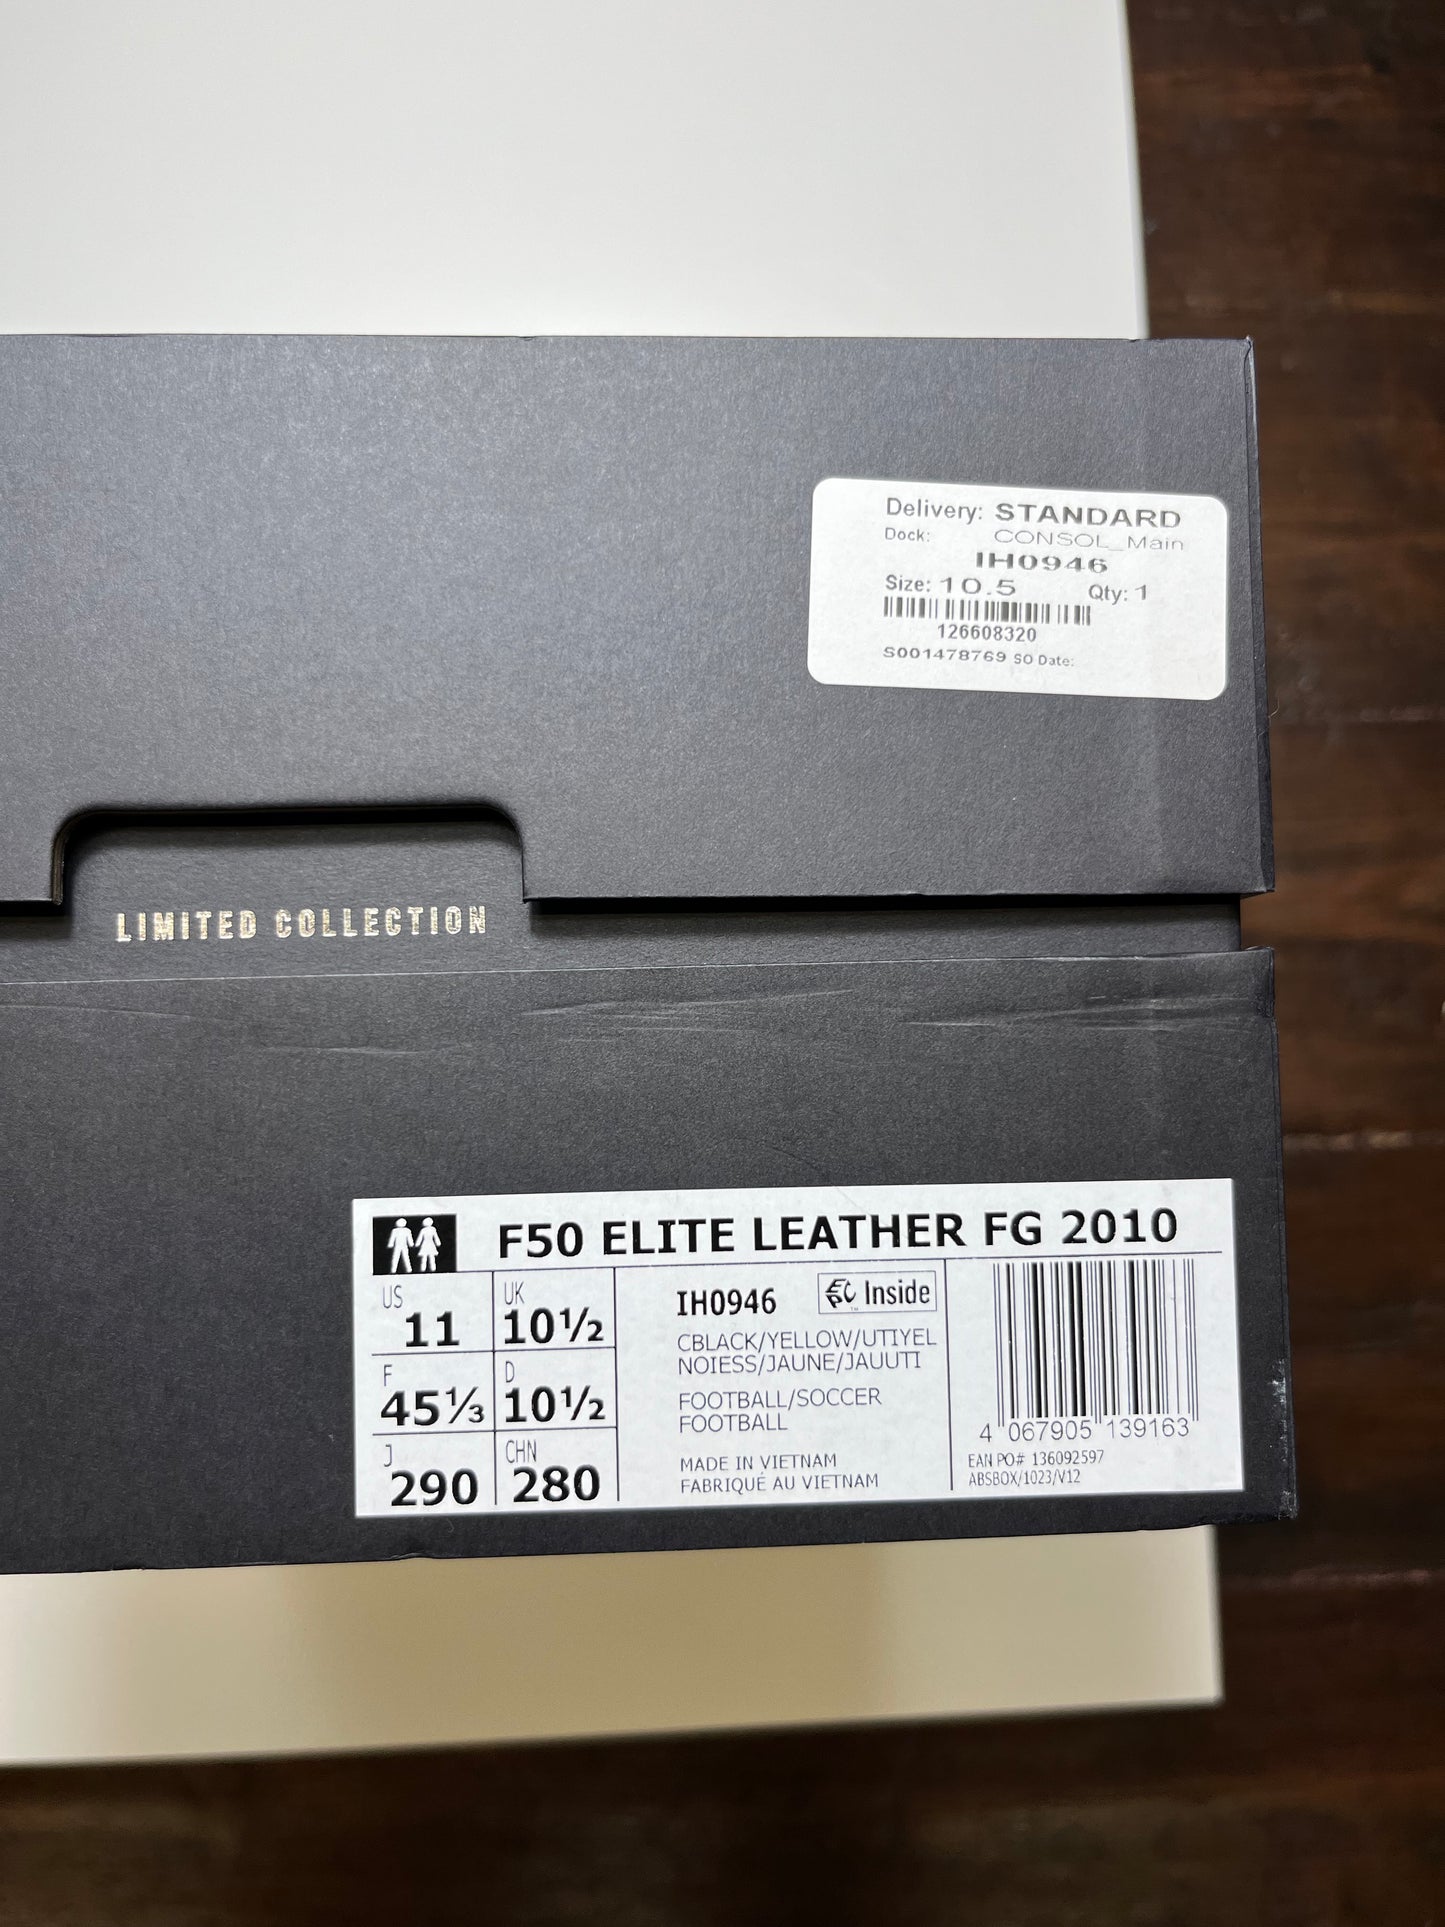 Delivery: STANDARD
Dock: CONSOL_Main
IH0946
Size: 10.5 Qty: 1
126608320
S001478769 SO Date:
LIMITED COLLECTION
F50 ELITE LEATHER FG 2010
US 11 UK 10½
F 45⅓ D 10½
J 290 CHN 280
IH0946 EPC Inside
CBLACK/YELLOW/UTIYEL
NOIESS/JAUNE/JAUUTI
FOOTBALL/SOCCER
FOOTBALL
MADE IN VIETNAM
FABRIQUÉ AU VIETNAM
4 067905 139163
EAN PO# 136092597
ABSBOX/1023/V12